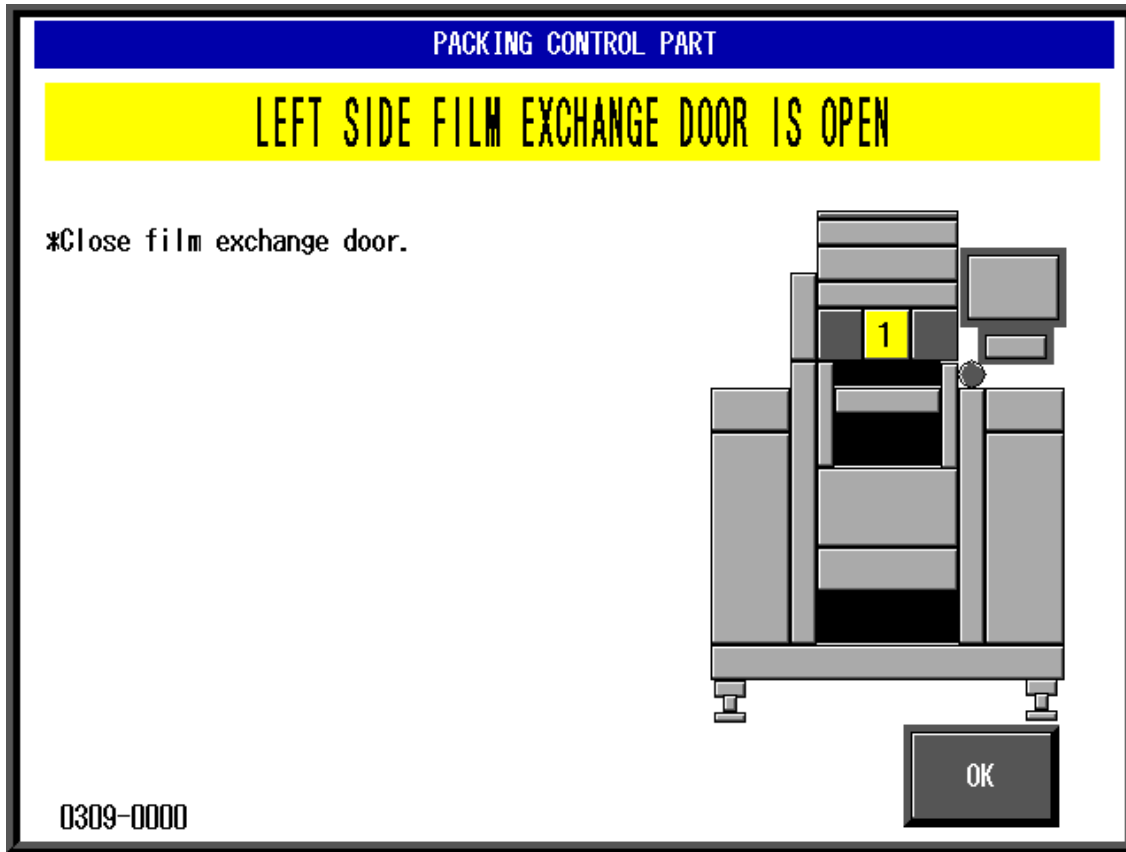 PACKING CONTROL PART
LEFT SIDE FILM EXCHANGE DOOR IS OPEN
*Close film exchange door.
1
OK
0309-0000